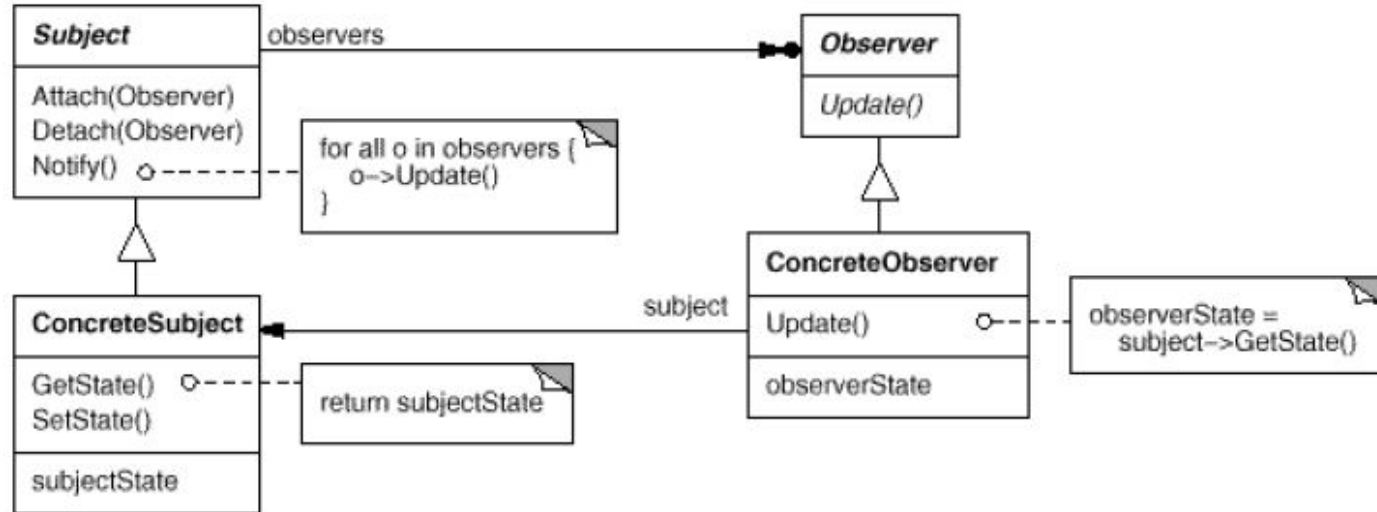 Subject
observers
Observer
Attach(Observer)
Detach(Observer)
Notify()
Update()
for all o in observers {
o->Update()
}
ConcreteSubject
subject
ConcreteObserver
GetState()
SetState()
return subjectState
Update()
observerState =
subject->GetState()
observerState
subjectState